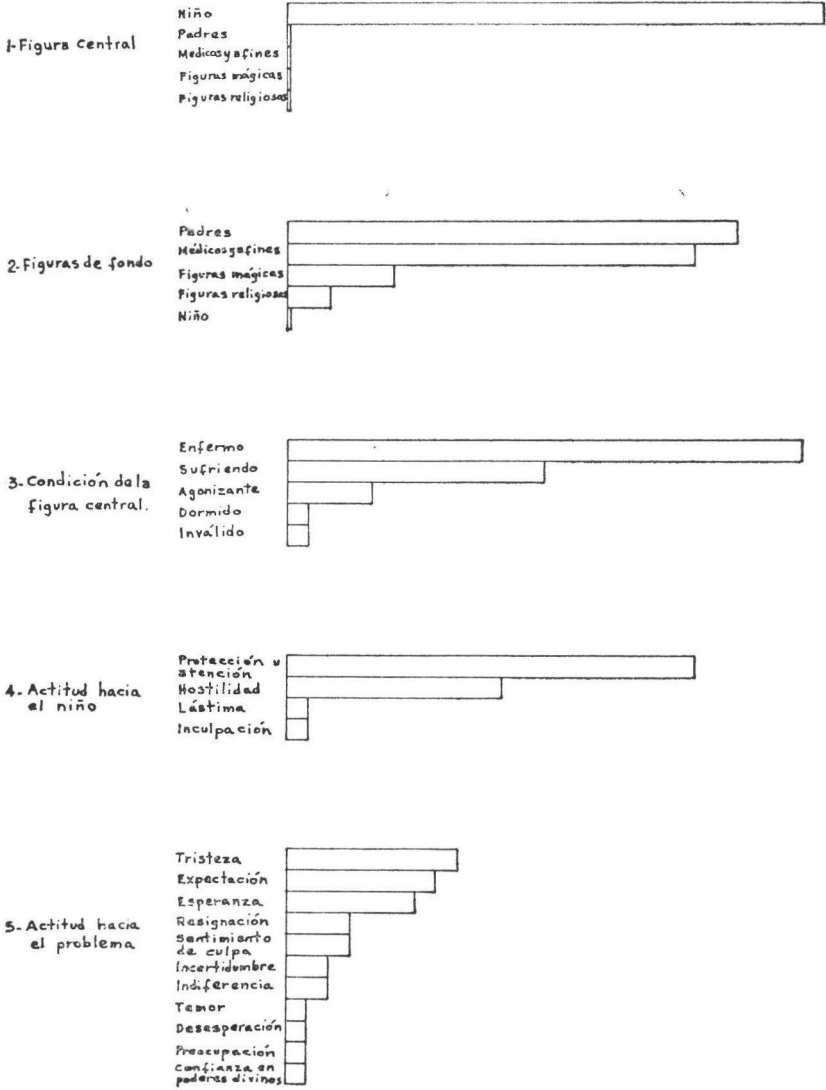 1-Figura Central
Niño
Padres
Medicos y afines
Figuras mágicas
Figuras religiosas
2-Figuras de fondo
Padres
Médicos y afines
Figuras mágicas
Figuras religiosas
Niño
3-Condición de la
figura central.
Enfermo
Sufriendo
Agonizante
Dormido
Inválido
4-Actitud hacia
el niño
Protección u
atención
Hostilidad
Lástima
Inculpación
5-Actitud hacia
el problema
Tristeza
Expectación
Esperanza
Resignación
Sentimiento
de culpa
Incertidumbre
Indiferencia
Temor
Desesperación
Preocupación
Confianza en
poderes divinos